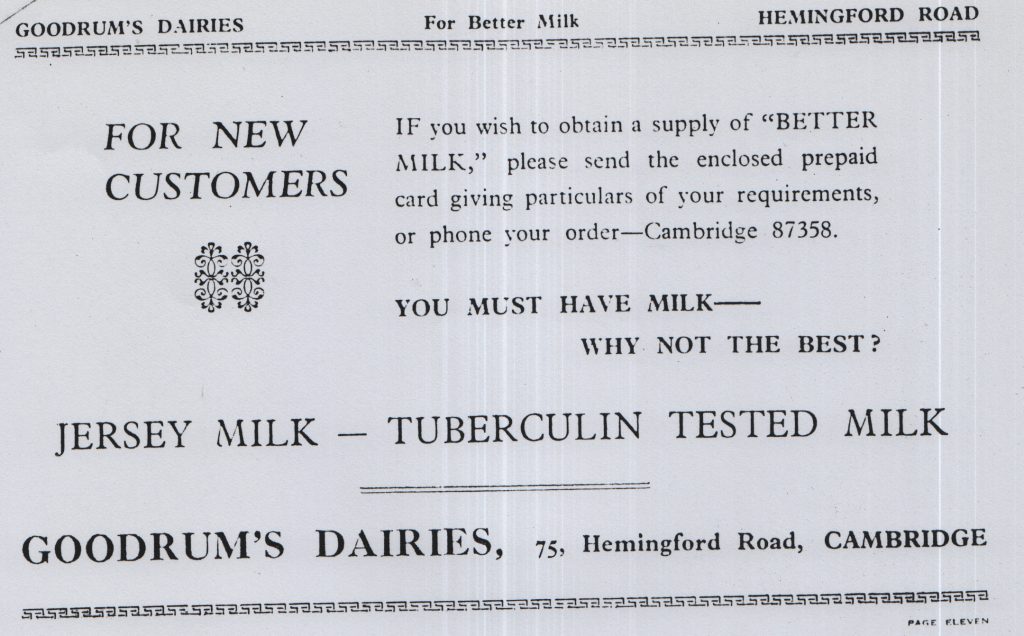 GOODRUM'S DAIRIES For Better Milk HEMINGFORD ROAD
FOR NEW
CUSTOMERS
IF you wish to obtain a supply of “BETTER
MILK,” please send the enclosed prepaid
card giving particulars of your requirements,
or phone your order—Cambridge 87358.
YOU MUST HAVE MILK—
WHY NOT THE BEST?
JERSEY MILK — TUBERCULIN TESTED MILK
GOODRUM'S DAIRIES, 75, Hemingford Road, CAMBRIDGE
PAGE ELEVEN